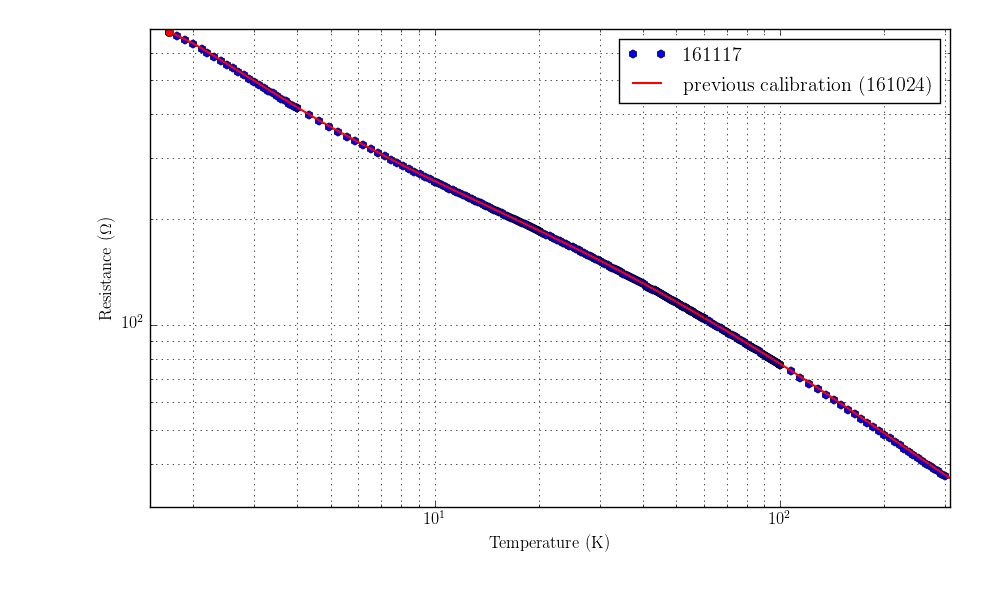 161117
previous calibration (161024)
Resistance (Ω)
10²
10¹
10²
Temperature (K)